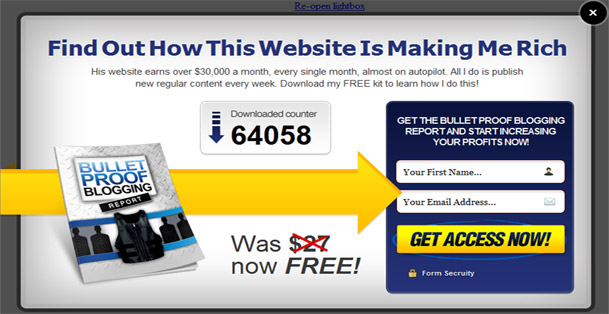 Re-open lightbox
Find Out How This Website Is Making Me Rich
His website earns over $30,000 a month, every single month, almost on autopilot. All I do is publish
new regular content every week. Download my FREE kit to learn how I do this!
Downloaded counter
64058
BULLET
PROOF
BLOGGING
REPORT
Was $27
now FREE!
GET THE BULLET PROOF BLOGGING
REPORT AND START INCREASING
YOUR PROFITS NOW!
Your First Name...
Your Email Address...
GET ACCESS NOW!
Form Secruity